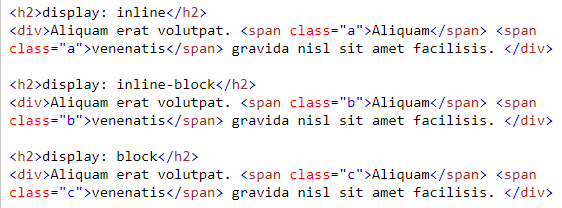 <h2>display: inline</h2>
<div>Aliquam erat volutpat. <span class="a">Aliquam</span> <span
class="a">venenatis</span> gravida nisl sit amet facilisis. </div>
<h2>display: inline-block</h2>
<div>Aliquam erat volutpat. <span class="b">Aliquam</span> <span
class="b">venenatis</span> gravida nisl sit amet facilisis. </div>
<h2>display: block</h2>
<div>Aliquam erat volutpat. <span class="c">Aliquam</span> <span
class="c">venenatis</span> gravida nisl sit amet facilisis. </div>